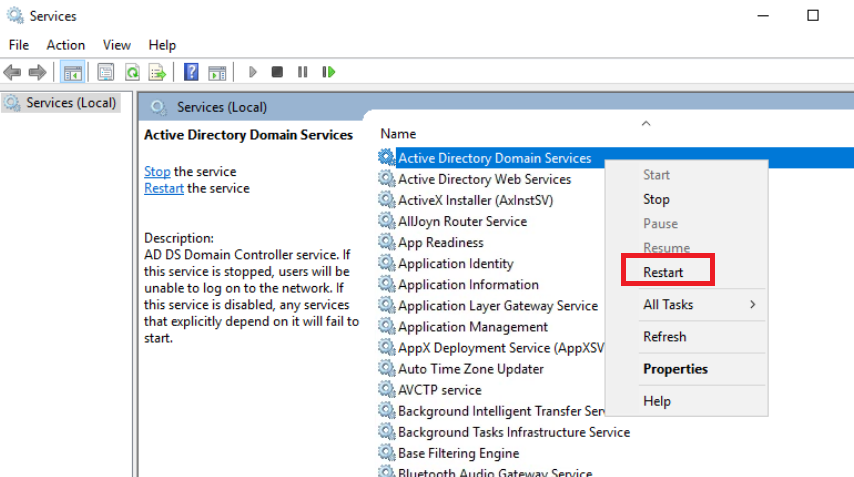 Services
File Action View Help
Services (Local)
Services (Local)
Active Directory Domain Services
Stop the service
Restart the service
Description:
AD DS Domain Controller service. If
this service is stopped, users will be
unable to log on to the network. If
this service is disabled, any services
that explicitly depend on it will fail to
start.
Name
Active Directory Domain Services
Active Directory Web Services
ActiveX Installer (AxInstSV)
AllJoyn Router Service
App Readiness
Application Identity
Application Information
Application Layer Gateway Service
Application Management
AppX Deployment Service (AppXSV
Auto Time Zone Updater
AVCTP service
Background Intelligent Transfer Ser
Background Tasks Infrastructure Service
Base Filtering Engine
Bluetooth Audio Gateway Service
Start
Stop
Pause
Resume
Restart
All Tasks
Refresh
Properties
Help